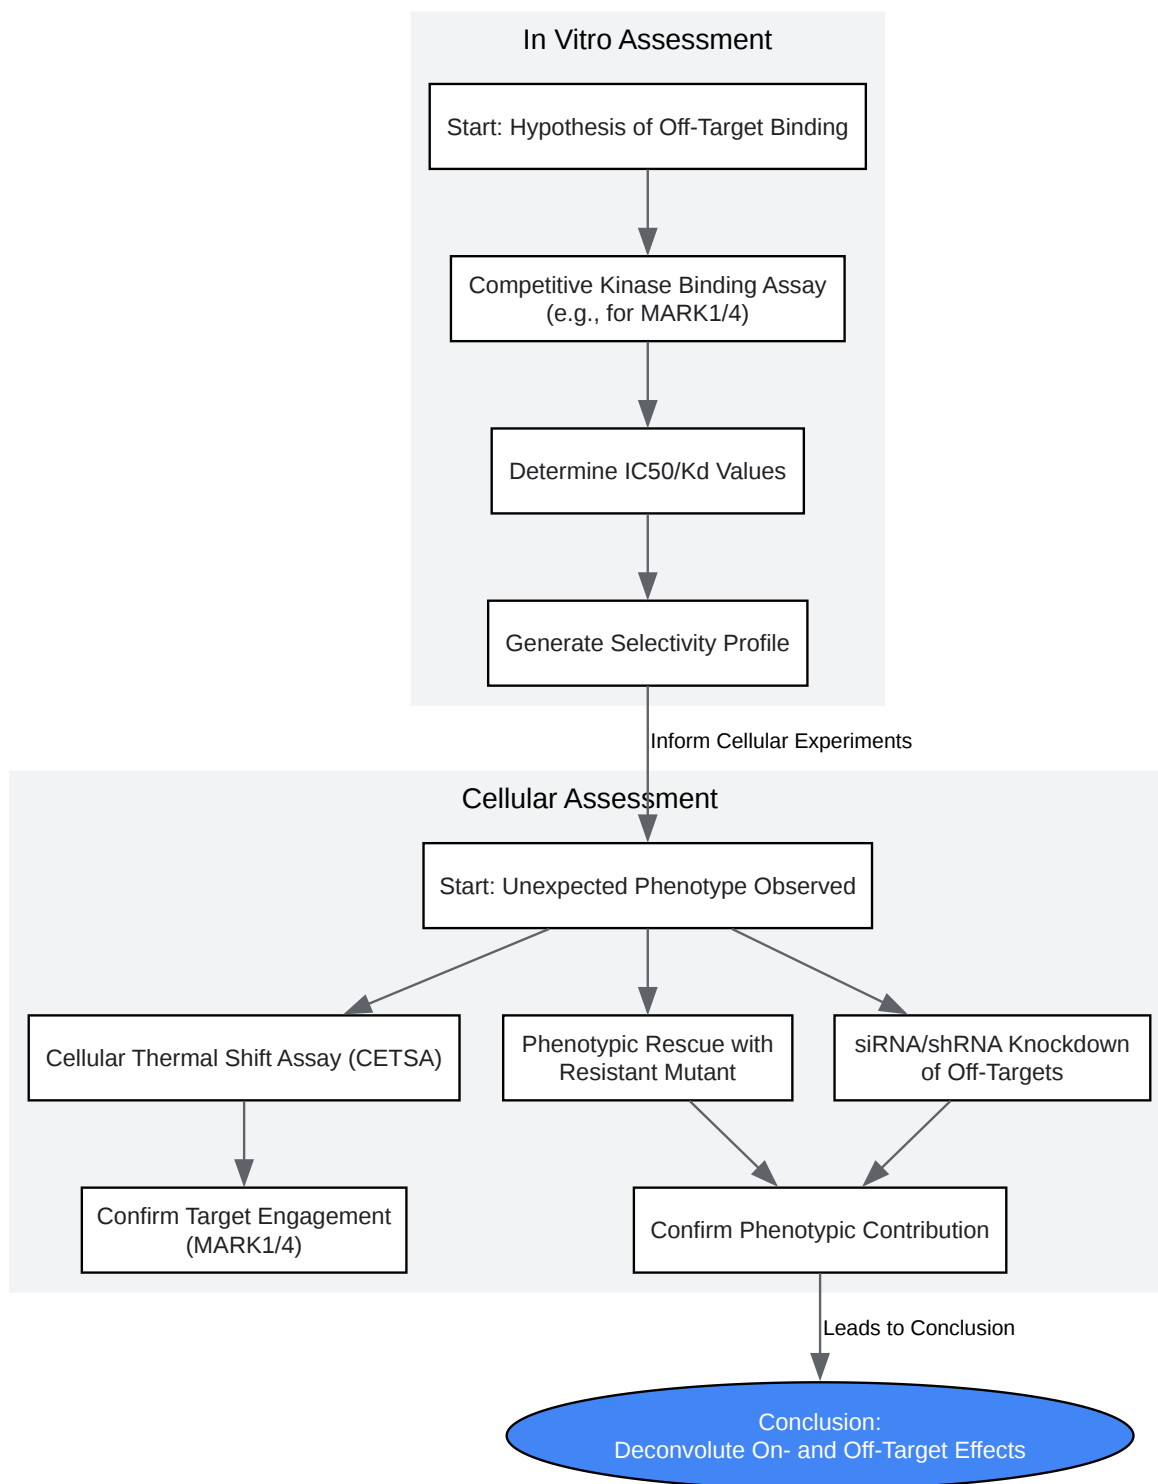 In Vitro Assessment
Start: Hypothesis of Off-Target Binding
Competitive Kinase Binding Assay
(e.g., for MARK1/4)
Determine IC50/Kd Values
Generate Selectivity Profile
Inform Cellular Experiments
Cellular Assessment
Start: Unexpected Phenotype Observed
Cellular Thermal Shift Assay (CETSA)
Phenotypic Rescue with
Resistant Mutant
siRNA/shRNA Knockdown
of Off-Targets
Confirm Target Engagement
(MARK1/4)
Confirm Phenotypic Contribution
Leads to Conclusion
Conclusion:
Deconvolute On- and Off-Target Effects